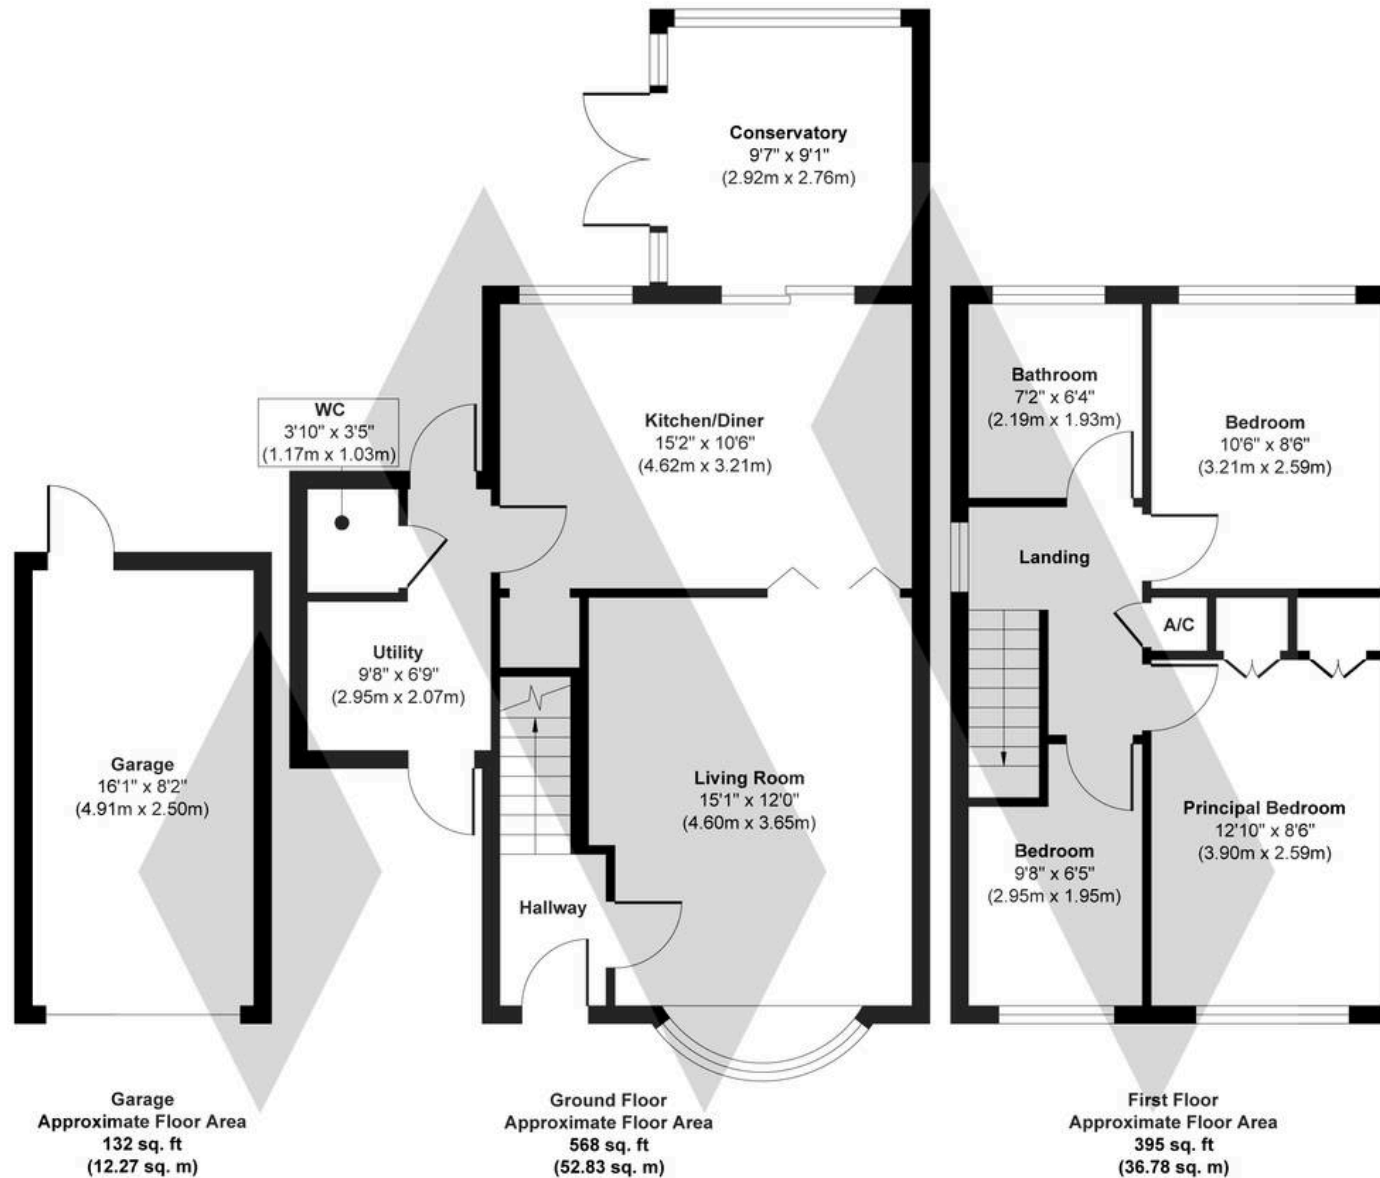 Conservatory
9'7" x 9'1"
(2.92m x 2.76m)
WC
3'10" x 3'5"
(1.17m x 1.03m)
Kitchen/Diner
15'2" x 10'6"
(4.62m x 3.21m)
Utility
9'8" x 6'9"
(2.95m x 2.07m)
Garage
16'1" x 8'2"
(4.91m x 2.50m)
Living Room
15'1" x 12'0"
(4.60m x 3.65m)
Hallway
Bathroom
7'2" x 6'4"
(2.19m x 1.93m)
Bedroom
10'6" x 8'6"
(3.21m x 2.59m)
Landing
A/C
Principal Bedroom
12'10" x 8'6"
(3.90m x 2.59m)
Bedroom
9'8" x 6'5"
(2.95m x 1.95m)
Garage
Approximate Floor Area
132 sq. ft
(12.27 sq. m)
Ground Floor
Approximate Floor Area
568 sq. ft
(52.83 sq. m)
First Floor
Approximate Floor Area
395 sq. ft
(36.78 sq. m)